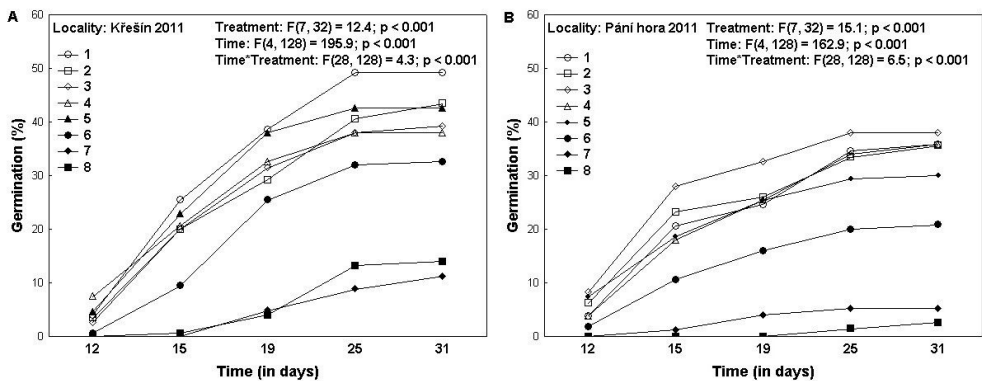 A
Locality: Křešín 2011
Treatment: F(7, 32) = 12.4; p < 0.001
Time: F(4, 128) = 195.9; p < 0.001
Time*Treatment: F(28, 128) = 4.3; p < 0.001
1
2
3
4
5
6
7
8
60
50
40
30
20
10
0
Germination (%)
12 15 19 25 31
Time (in days)
B
Locality: Pání hora 2011
Treatment: F(7, 32) = 15.1; p < 0.001
Time: F(4, 128) = 162.9; p < 0.001
Time*Treatment: F(28, 128) = 6.5; p < 0.001
1
2
3
4
5
6
7
8
60
50
40
30
20
10
0
Germination (%)
12 15 19 25 31
Time (in days)